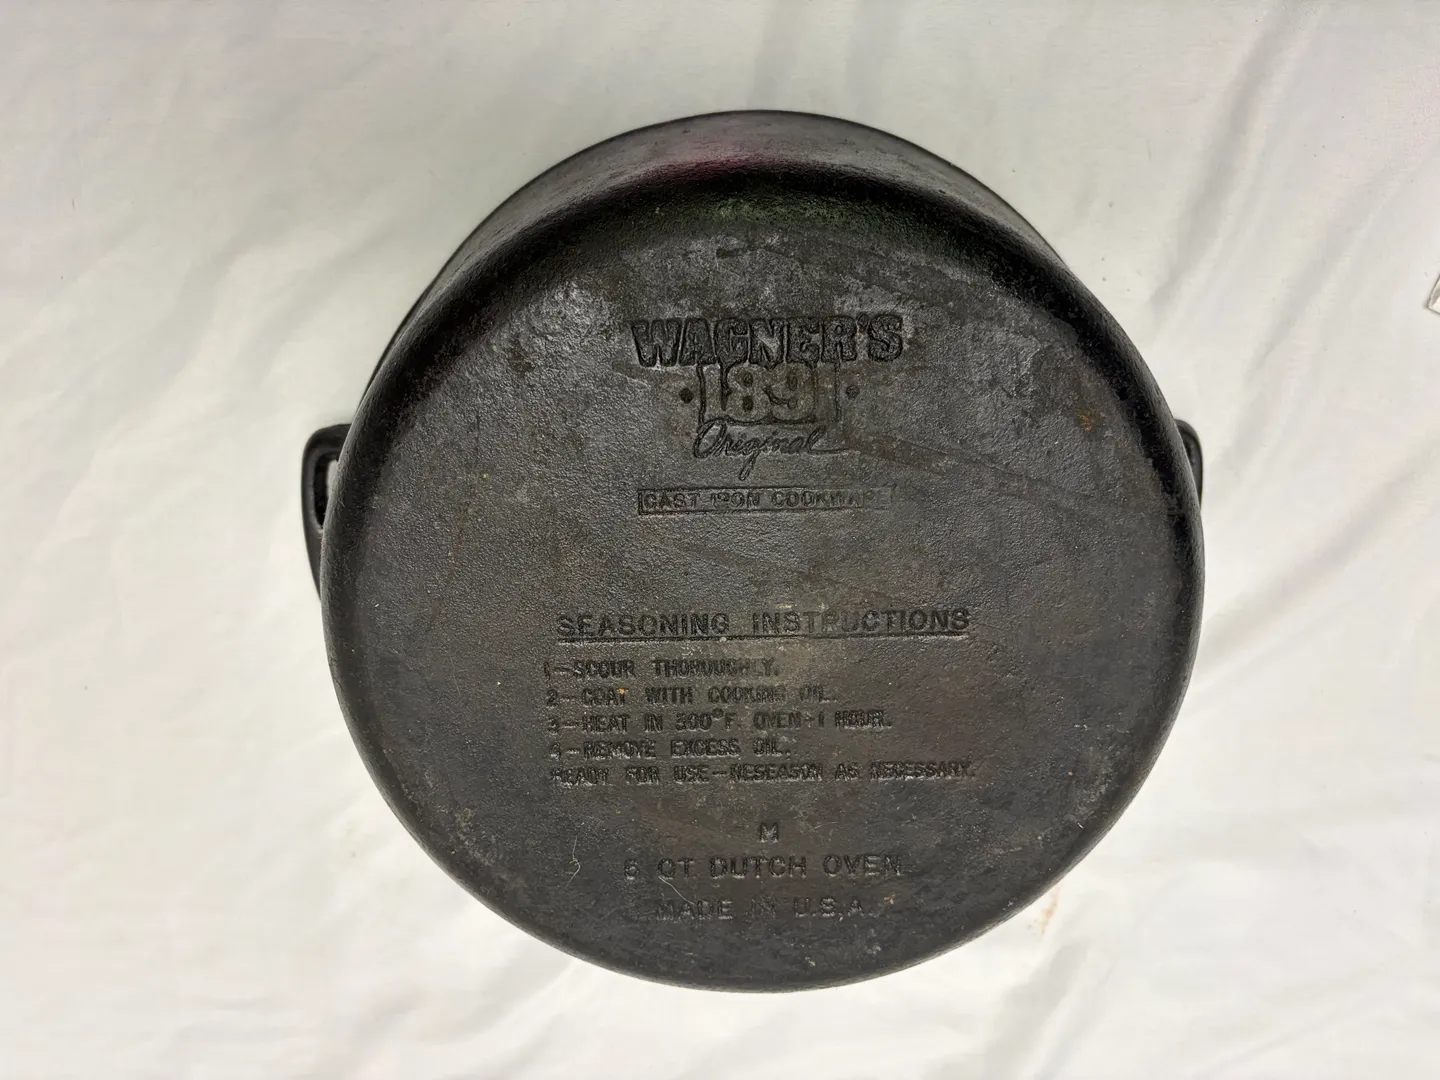 WAGNER'S
·1891·
Original
CAST IRON COOKWARE
SEASONING INSTRUCTIONS
1-SCOUR THOROUGHLY.
2-COAT WITH COOKING OIL.
3-HEAT IN 300°F. OVEN-1 HOUR.
4-REMOVE EXCESS OIL.
READY FOR USE-RESEASON AS NECESSARY.
M
5 QT. DUTCH OVEN
MADE IN U.S.A.